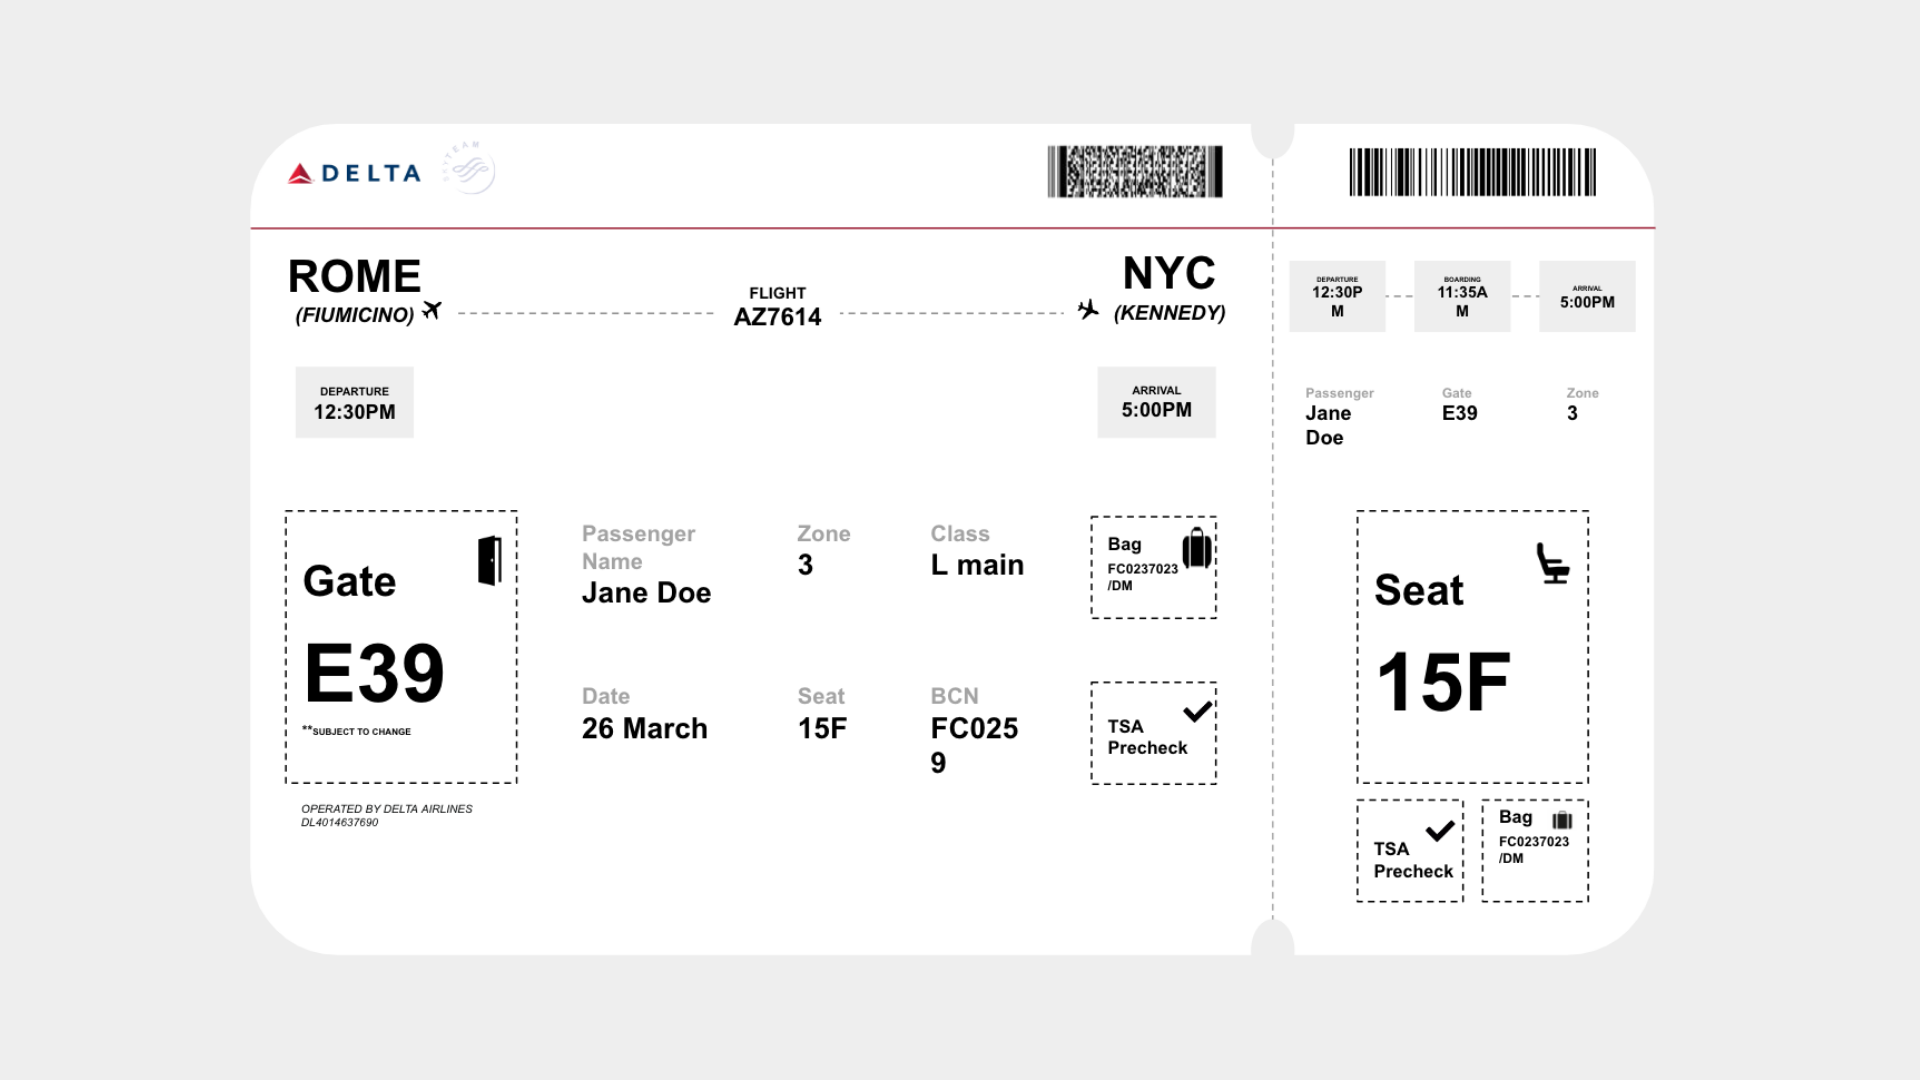 DELTA
SKYTEAM
ROME
(FIUMICINO)
FLIGHT
AZ7614
NYC
(KENNEDY)
DEPARTURE
12:30PM
ARRIVAL
5:00PM
Gate
E39
**SUBJECT TO CHANGE
OPERATED BY DELTA AIRLINES
DL4014637690
Passenger
Name
Jane Doe
Zone
3
Class
L main
Bag
FC0237023
/DM
Date
26 March
Seat
15F
BCN
FC025
9
TSA
Precheck
DEPARTURE
12:30P
M
BOARDING
11:35A
M
ARRIVAL
5:00PM
Passenger
Jane
Doe
Gate
E39
Zone
3
Seat
15F
TSA
Precheck
Bag
FC0237023
/DM